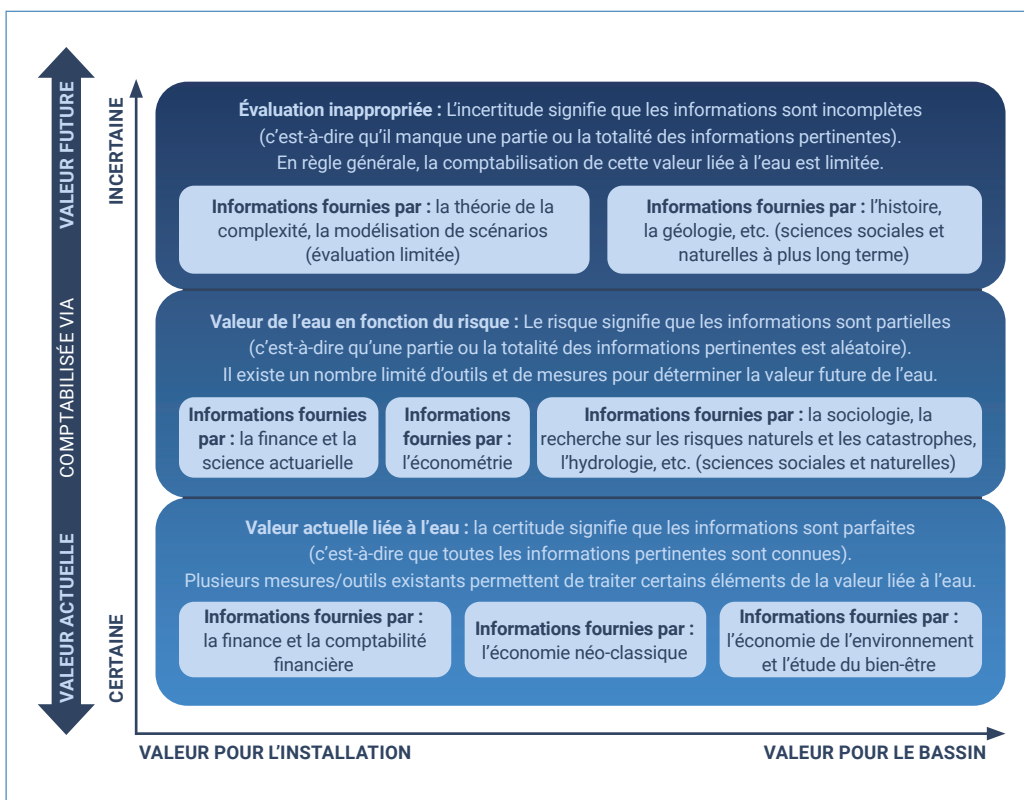 VALEUR FUTURE
COMPTABILISÉE VIA
VALEUR ACTUELLE
INCERTAINE
CERTAINE
Évaluation inappropriée : L’incertitude signifie que les informations sont incomplètes
(c’est-à-dire qu’il manque une partie ou la totalité des informations pertinentes).
En règle générale, la comptabilisation de cette valeur liée à l’eau est limitée.
Informations fournies par : la théorie de la
complexité, la modélisation de scénarios
(évaluation limitée)
Informations fournies par : l’histoire,
la géologie, etc. (sciences sociales et
naturelles à plus long terme)
Valeur de l’eau en fonction du risque : Le risque signifie que les informations sont partielles
(c’est-à-dire qu’une partie ou la totalité des informations pertinentes est aléatoire).
Il existe un nombre limité d’outils et de mesures pour déterminer la valeur future de l’eau.
Informations fournies
par : la finance et la
science actuarielle
Informations
fournies par :
l’économétrie
Informations fournies par : la sociologie, la
recherche sur les risques naturels et les catastrophes,
l’hydrologie, etc. (sciences sociales et naturelles)
Valeur actuelle liée à l’eau : la certitude signifie que les informations sont parfaites
(c’est-à-dire que toutes les informations pertinentes sont connues).
Plusieurs mesures/outils existants permettent de traiter certains éléments de la valeur liée à l’eau.
Informations fournies par :
la finance et la comptabilité
financière
Informations fournies par :
l’économie néo-classique
Informations fournies par :
l’économie de l’environnement
et l’étude du bien-être
VALEUR POUR L’INSTALLATION
VALEUR POUR LE BASSIN